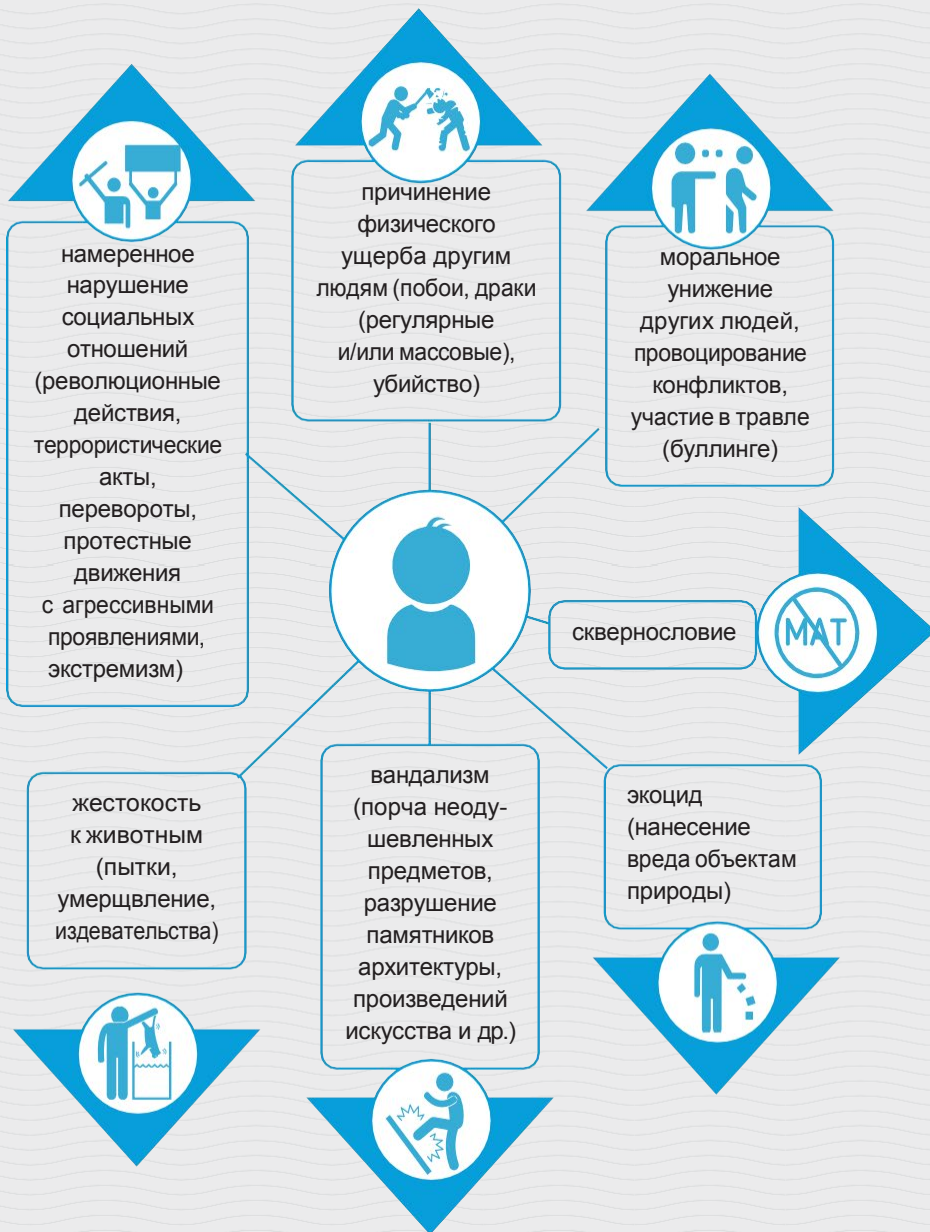 намеренное
нарушение
социальных
отношений
(революционные
действия,
террористические
акты,
перевороты,
протестные
движения
с агрессивными
проявлениями,
экстремизм)
причинение
физического
ущерба другим
людям (побои, драки
(регулярные
и/или массовые),
убийство)
моральное
унижение
других людей,
провоцирование
конфликтов,
участие в травле
(буллинге)
сквернословие
МАТ
жестокость
к животным
(пытки,
умерщвление,
издевательства)
вандализм
(порча неоду-
шевленных
предметов,
разрушение
памятников
архитектуры,
произведений
искусства и др.)
экоцид
(нанесение
вреда объектам
природы)